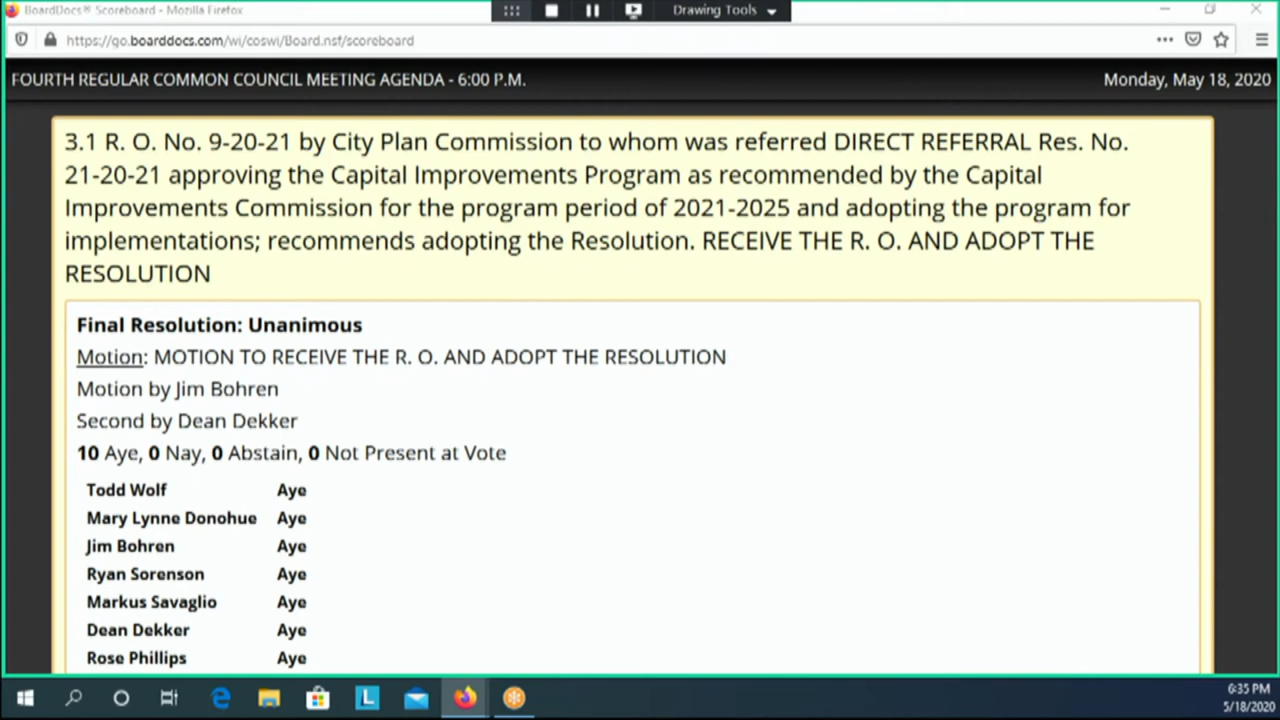 BoardDocs® Scoreboard - Mozilla Firefox
Drawing Tools
https://go.boarddocs.com/wi/coswi/Board.nsf/scoreboard
FOURTH REGULAR COMMON COUNCIL MEETING AGENDA - 6:00 P.M.
Monday, May 18, 2020
3.1 R. O. No. 9-20-21 by City Plan Commission to whom was referred DIRECT REFERRAL Res. No.
21-20-21 approving the Capital Improvements Program as recommended by the Capital
Improvements Commission for the program period of 2021-2025 and adopting the program for
implementations; recommends adopting the Resolution. RECEIVE THE R. O. AND ADOPT THE
RESOLUTION
Final Resolution: Unanimous
Motion: MOTION TO RECEIVE THE R. O. AND ADOPT THE RESOLUTION
Motion by Jim Bohren
Second by Dean Dekker
10 Aye, 0 Nay, 0 Abstain, 0 Not Present at Vote
Todd Wolf Aye
Mary Lynne Donohue Aye
Jim Bohren Aye
Ryan Sorenson Aye
Markus Savaglio Aye
Dean Dekker Aye
Rose Phillips Aye
L
6:35 PM
5/18/2020